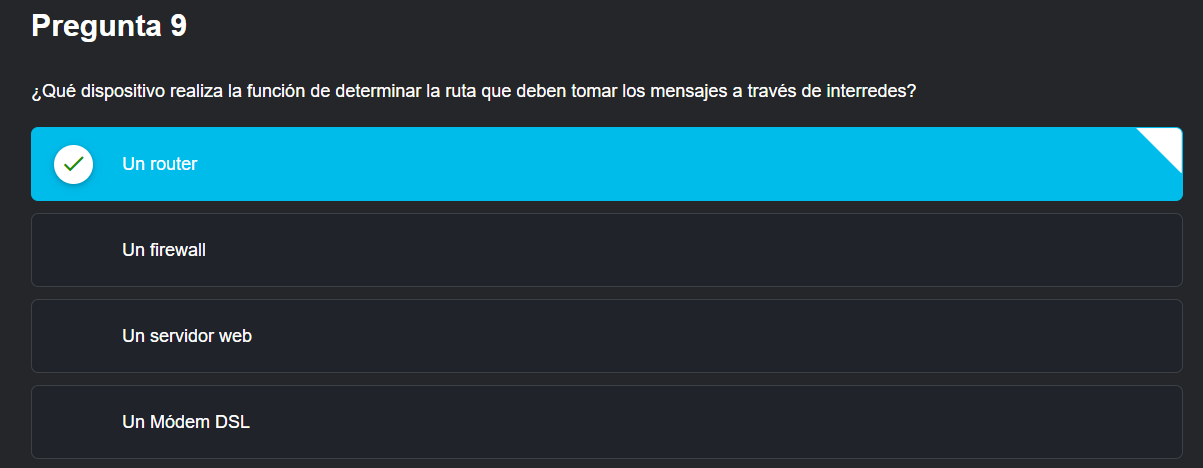 Pregunta 9
¿Qué dispositivo realiza la función de determinar la ruta que deben tomar los mensajes a través de interredes?
Un router
Un firewall
Un servidor web
Un Módem DSL